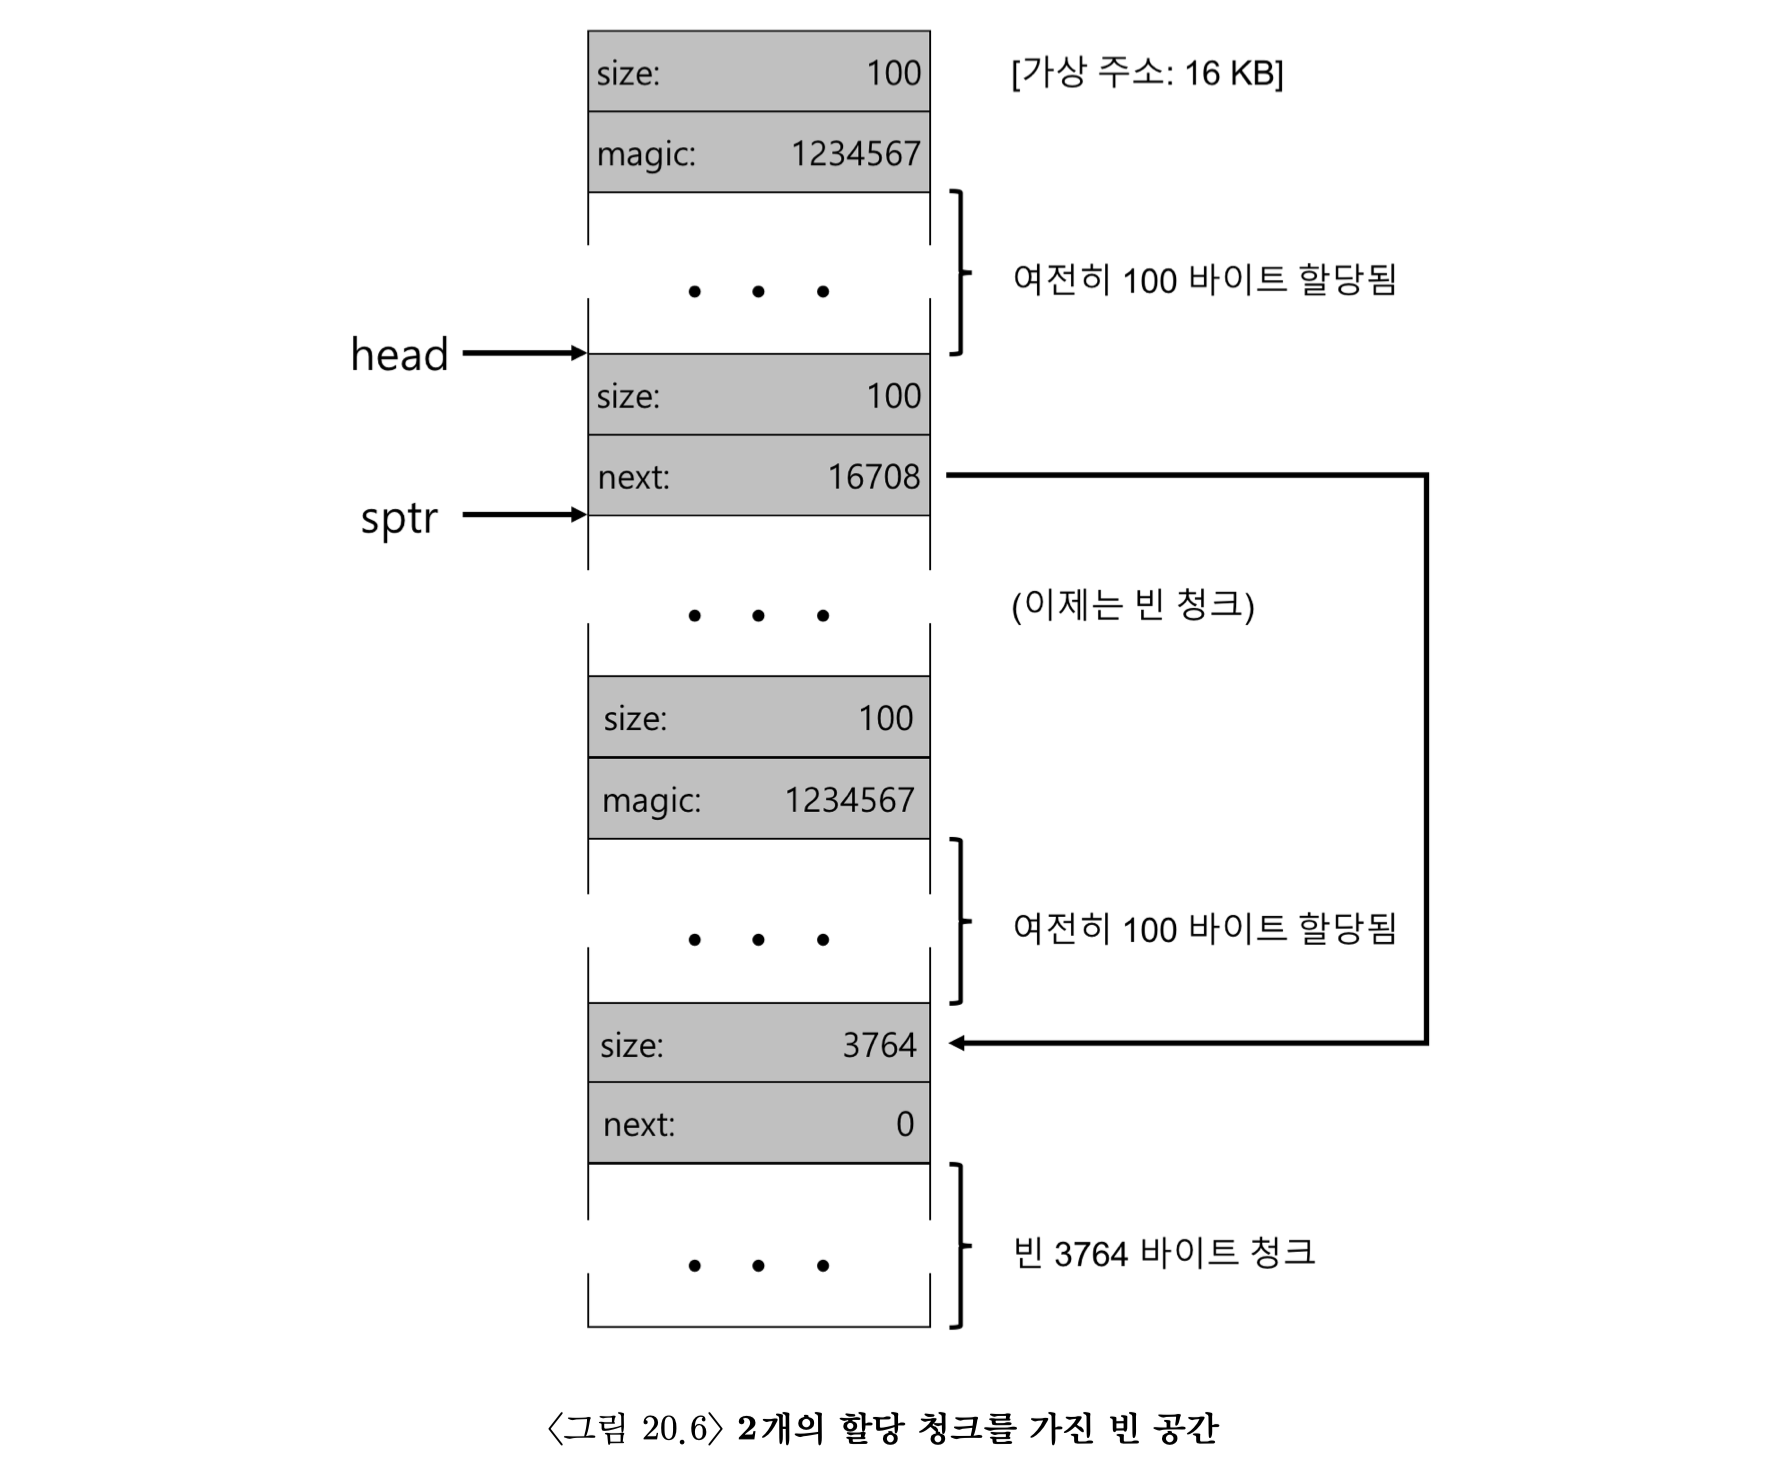 size: 100 [가상 주소: 16 KB]
magic: 1234567
여전히 100 바이트 할당됨
head
size: 100
next: 16708
sptr
(이제는 빈 청크)
size: 100
magic: 1234567
여전히 100 바이트 할당됨
size: 3764
next: 0
빈 3764 바이트 청크
〈그림 20.6〉 2개의 할당 청크를 가진 빈 공간